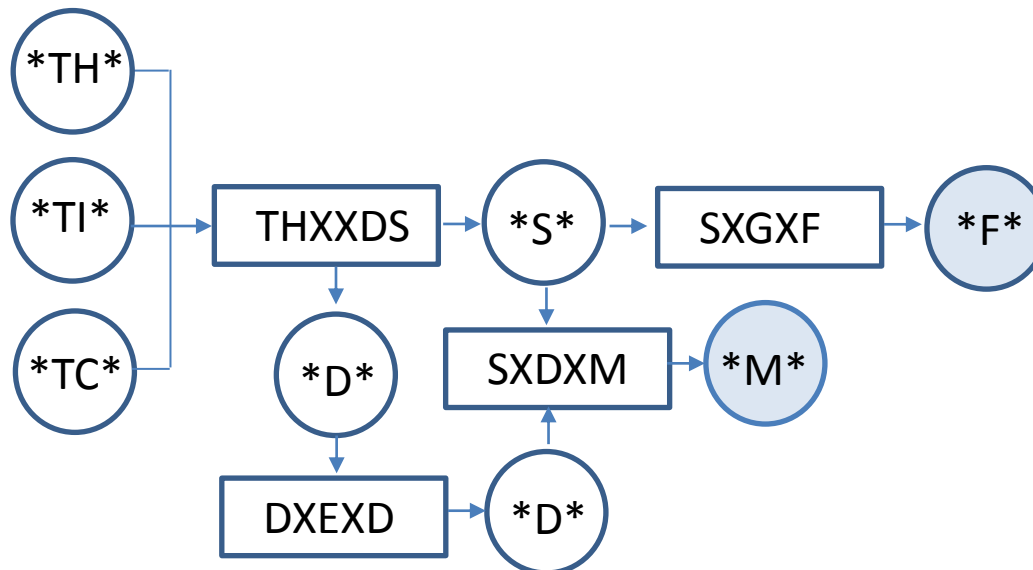 *TH*
*TI*
THXXDS
*S*
SXGXF
*F*
*TC*
*D*
SXDXM
*M*
DXEXD
*D*